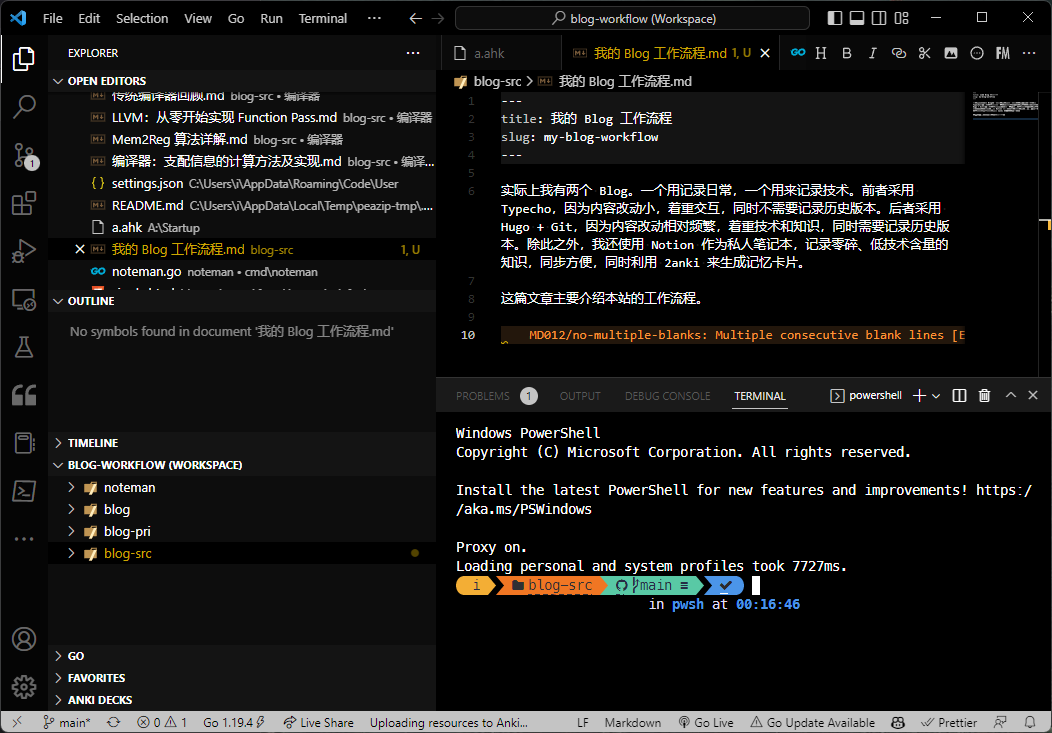 File Edit Selection View Go Run Terminal ··· blog-workflow (Workspace)
EXPLORER ···
OPEN EDITORS
传统编译器回顾.md blog-src • 编译器
LLVM：从零开始实现 Function Pass.md blog-src • 编译器
Mem2Reg 算法详解.md blog-src • 编译器
编译器：支配信息的计算方法及实现.md blog-src • 编译...
{} settings.json C:\Users\i\AppData\Roaming\Code\User
README.md C:\Users\i\AppData\Local\Temp\peazip-tmp\....
a.ahk A:\Startup
我的 Blog 工作流程.md blog-src 1, U
GO noteman.go noteman • cmd\noteman
OUTLINE
No symbols found in document '我的 Blog 工作流程.md'
TIMELINE
BLOG-WORKFLOW (WORKSPACE)
noteman
blog
blog-pri
blog-src
GO
FAVORITES
ANKI DECKS
1
a.ahk 我的 Blog 工作流程.md 1, U GO H B I FM ···
blog-src > 我的 Blog 工作流程.md
1 ---
2 title: 我的 Blog 工作流程
3 slug: my-blog-workflow
4 ---
5
6 实际上我有两个 Blog。一个用记录日常，一个用来记录技术。前者采用
Typecho，因为内容改动小，着重交互，同时不需要记录历史版本。后者采用
Hugo + Git，因为内容改动相对频繁，着重技术和知识，同时需要记录历史版
本。除此之外，我还使用 Notion 作为私人笔记本，记录零碎、低技术含量的
知识，同步方便，同时利用 2anki 来生成记忆卡片。
7
8 这篇文章主要介绍本站的工作流程。
9
10 MD012/no-multiple-blanks: Multiple consecutive blank lines [E
PROBLEMS 1 OUTPUT DEBUG CONSOLE TERMINAL powershell
Windows PowerShell
Copyright (C) Microsoft Corporation. All rights reserved.
Install the latest PowerShell for new features and improvements! https:/
/aka.ms/PSWindows
Proxy on.
Loading personal and system profiles took 7727ms.
i blog-src main ≡ ✓
in pwsh at 00:16:46
main* 0 1 Go 1.19.4 Live Share Uploading resources to Anki... LF Markdown Go Live Go Update Available Prettier